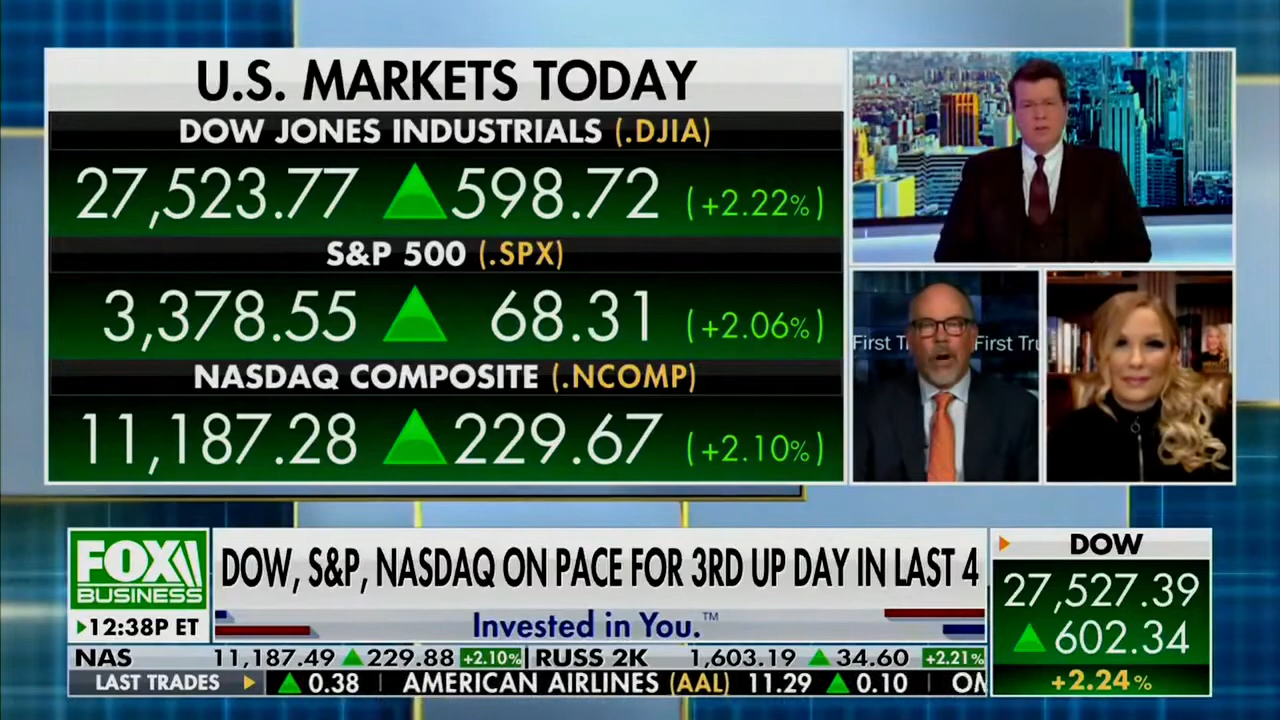 U.S. MARKETS TODAY
DOW JONES INDUSTRIALS (.DJIA)
27,523.77 ▲ 598.72 (+2.22%)
S&P 500 (.SPX)
3,378.55 ▲ 68.31 (+2.06%)
NASDAQ COMPOSITE (.NCOMP)
11,187.28 ▲ 229.67 (+2.10%)
First Tr First Tru
FOX
BUSINESS
12:38P ET
DOW, S&P, NASDAQ ON PACE FOR 3RD UP DAY IN LAST 4
Invested in You.™
DOW
27,527.39
▲ 602.34
+2.24%
NAS 11,187.49 ▲ 229.88 +2.10% RUSS 2K 1,603.19 ▲ 34.60 +2.21%
LAST TRADES ▲ 0.38 | AMERICAN AIRLINES (AAL) 11.29 ▲ 0.10 | OM